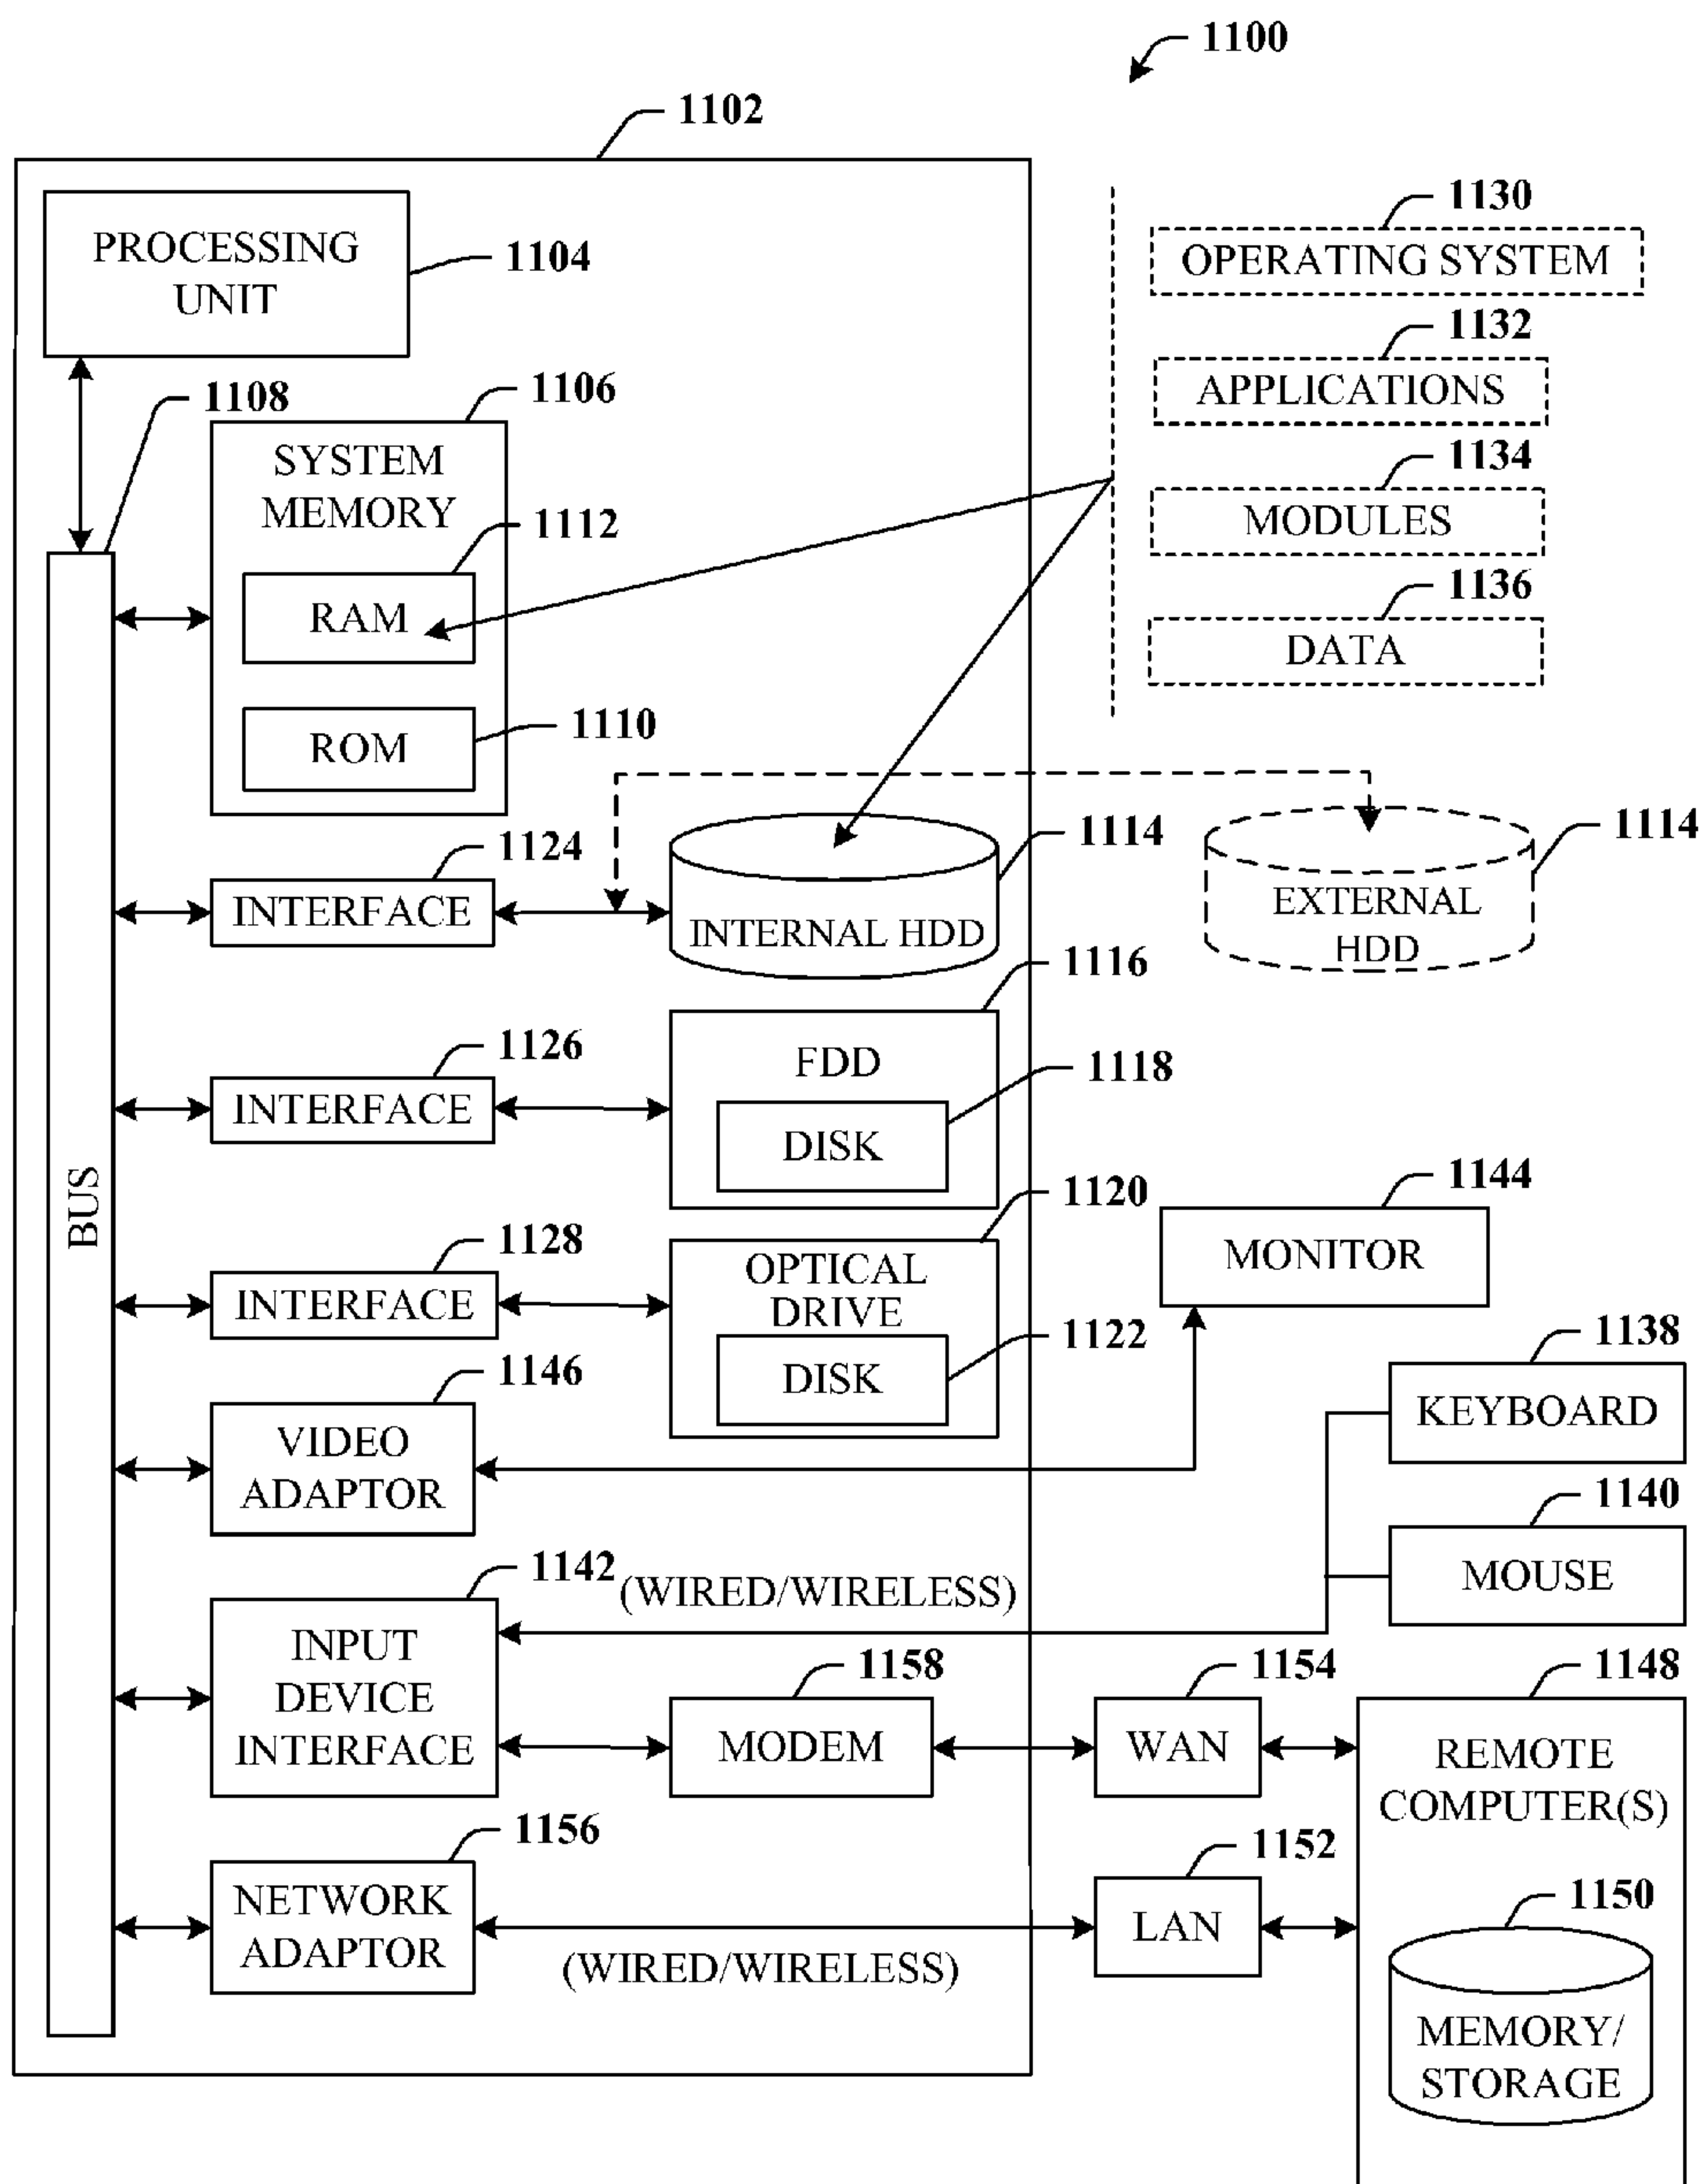 1100
1102
PROCESSING
UNIT
1104
1130
OPERATING SYSTEM
1132
APPLICATIONS
1134
MODULES
1136
DATA
1108
1106
SYSTEM
MEMORY
1112
RAM
1110
ROM
BUS
1124
INTERFACE
1114
INTERNAL HDD
1114
EXTERNAL
HDD
1116
FDD
1126
INTERFACE
1118
DISK
1120
OPTICAL
DRIVE
1128
INTERFACE
1122
DISK
1144
MONITOR
1146
VIDEO
ADAPTOR
1138
KEYBOARD
1140
MOUSE
1142
(WIRED/WIRELESS)
INPUT
DEVICE
INTERFACE
1158
MODEM
1154
WAN
1148
REMOTE
COMPUTER(S)
1156
NETWORK
ADAPTOR
(WIRED/WIRELESS)
1152
LAN
1150
MEMORY/
STORAGE